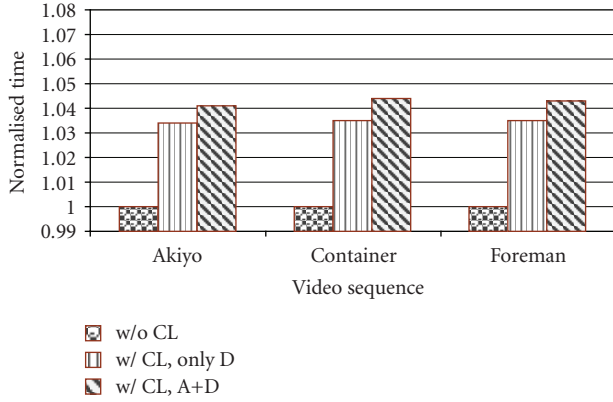 1.08
1.07
1.06
1.05
1.04
1.03
1.02
1.01
1
0.99
Normalised time
Akiyo
Container
Foreman
Video sequence
w/o CL
w/ CL, only D
w/ CL, A+D